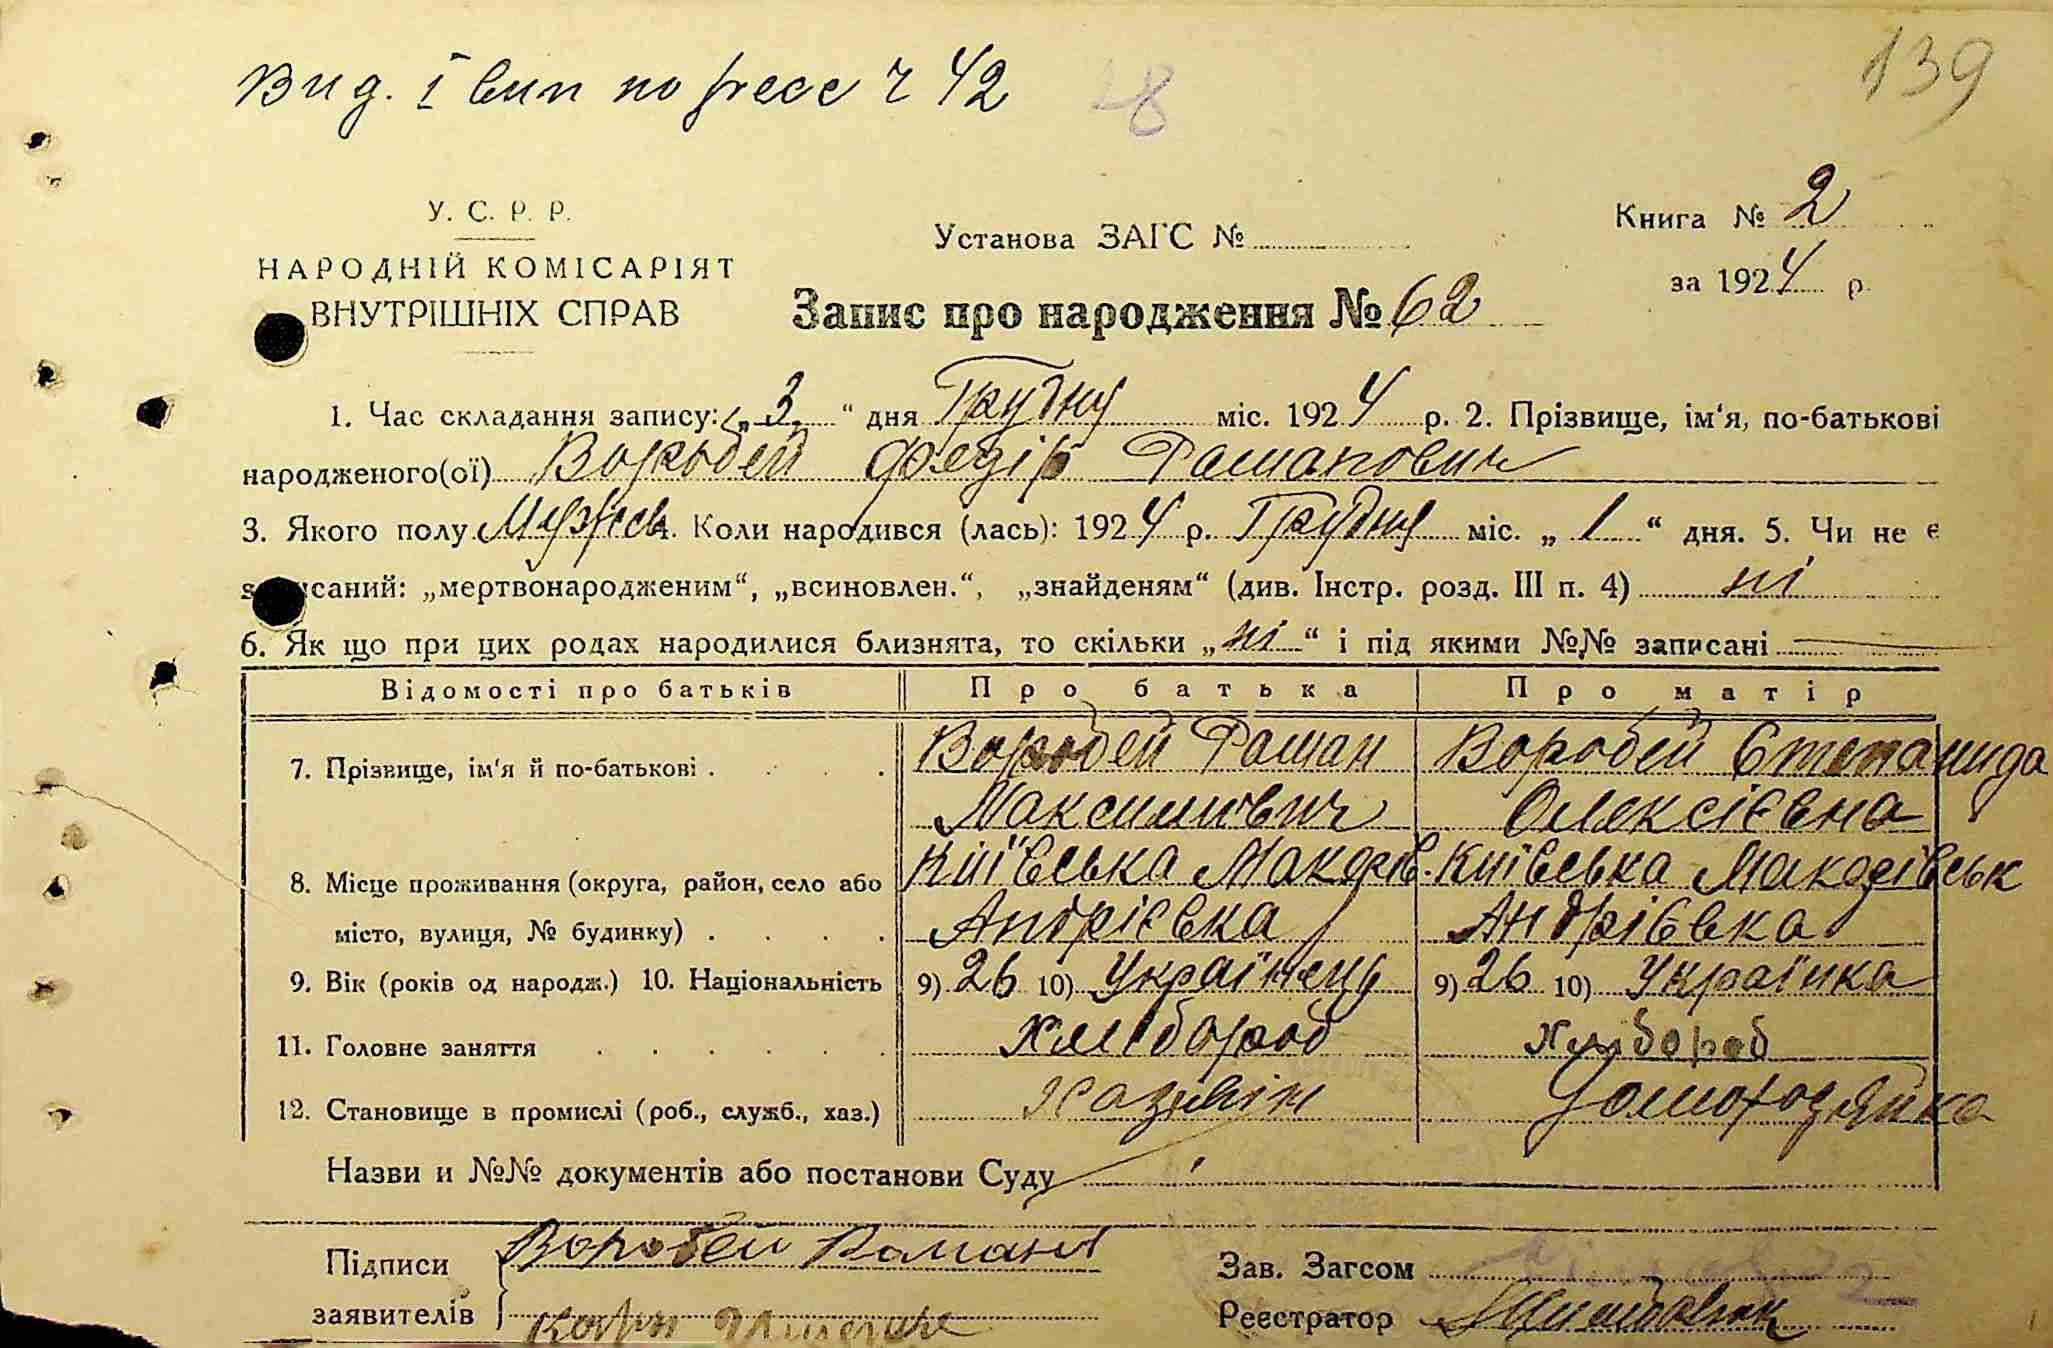 139
Вид. і вип по ч 42
28
У. С. Р. Р.
НАРОДНІЙ КОМІСАРІЯТ
ВНУТРІШНІХ СПРАВ
Установа ЗАГС №
Книга № 2
за 1924 р.
Запис про народження № 62
1. Час складання запису: „3“ дня Грудня міс. 1924 р. 2. Прізвище, ім‘я, по-батькові
народженого(ої) Воробей Федір Раманович
3. Якого полу Мужськ 4. Коли народився (лась): 1924 р. Грудня міс. „1“ дня. 5. Чи не є
записаний: „мертвонародженим“, „всиновлен.“, „знайденям“ (див. Інстр. розд. III п. 4) ні
6. Як що при цих родах народилися близнята, то скільки „ні“ і під якими №№ записані
Відомості про батьків Про батька Про матір
7. Прізвище, ім‘я й по-батькові . . . . Воробей Раман Воробей Степанида
Максимович Олексієвна
8. Місце проживання (округа, район, село або Київська Макарів. Київська Макарівськ
місто, вулиця, № будинку) . . . . Андрієвка Андрієвка
9. Вік (років од народж.) 10. Національність 9) 26 10) Українець 9) 26 10) Українка
11. Головне заняття . . . . . . Хлібороб хлібороб
12. Становище в промислі (роб., служб., хаз.) Хазяїн Домохозяйка
Назви и №№ документів або постанови Суду
Підписи Воробей Роман
заявителів
Зав. Загсом
Реєстратор